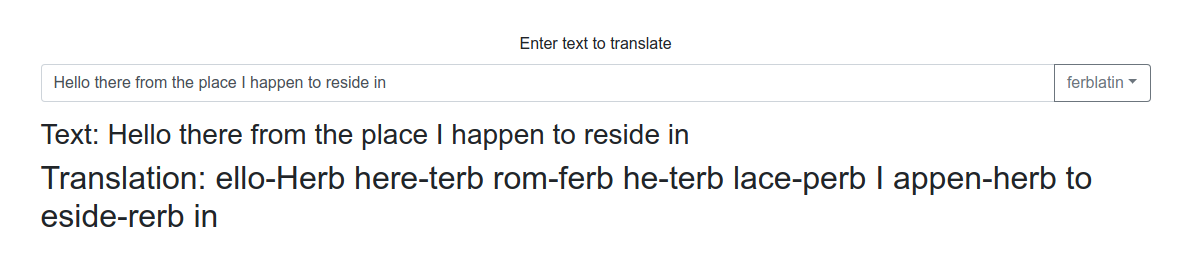 Enter text to translate
Hello there from the place I happen to reside in
ferblatin
Text: Hello there from the place I happen to reside in
Translation: ello-Herb here-terb rom-ferb he-terb lace-perb I appen-herb to
eside-rerb in